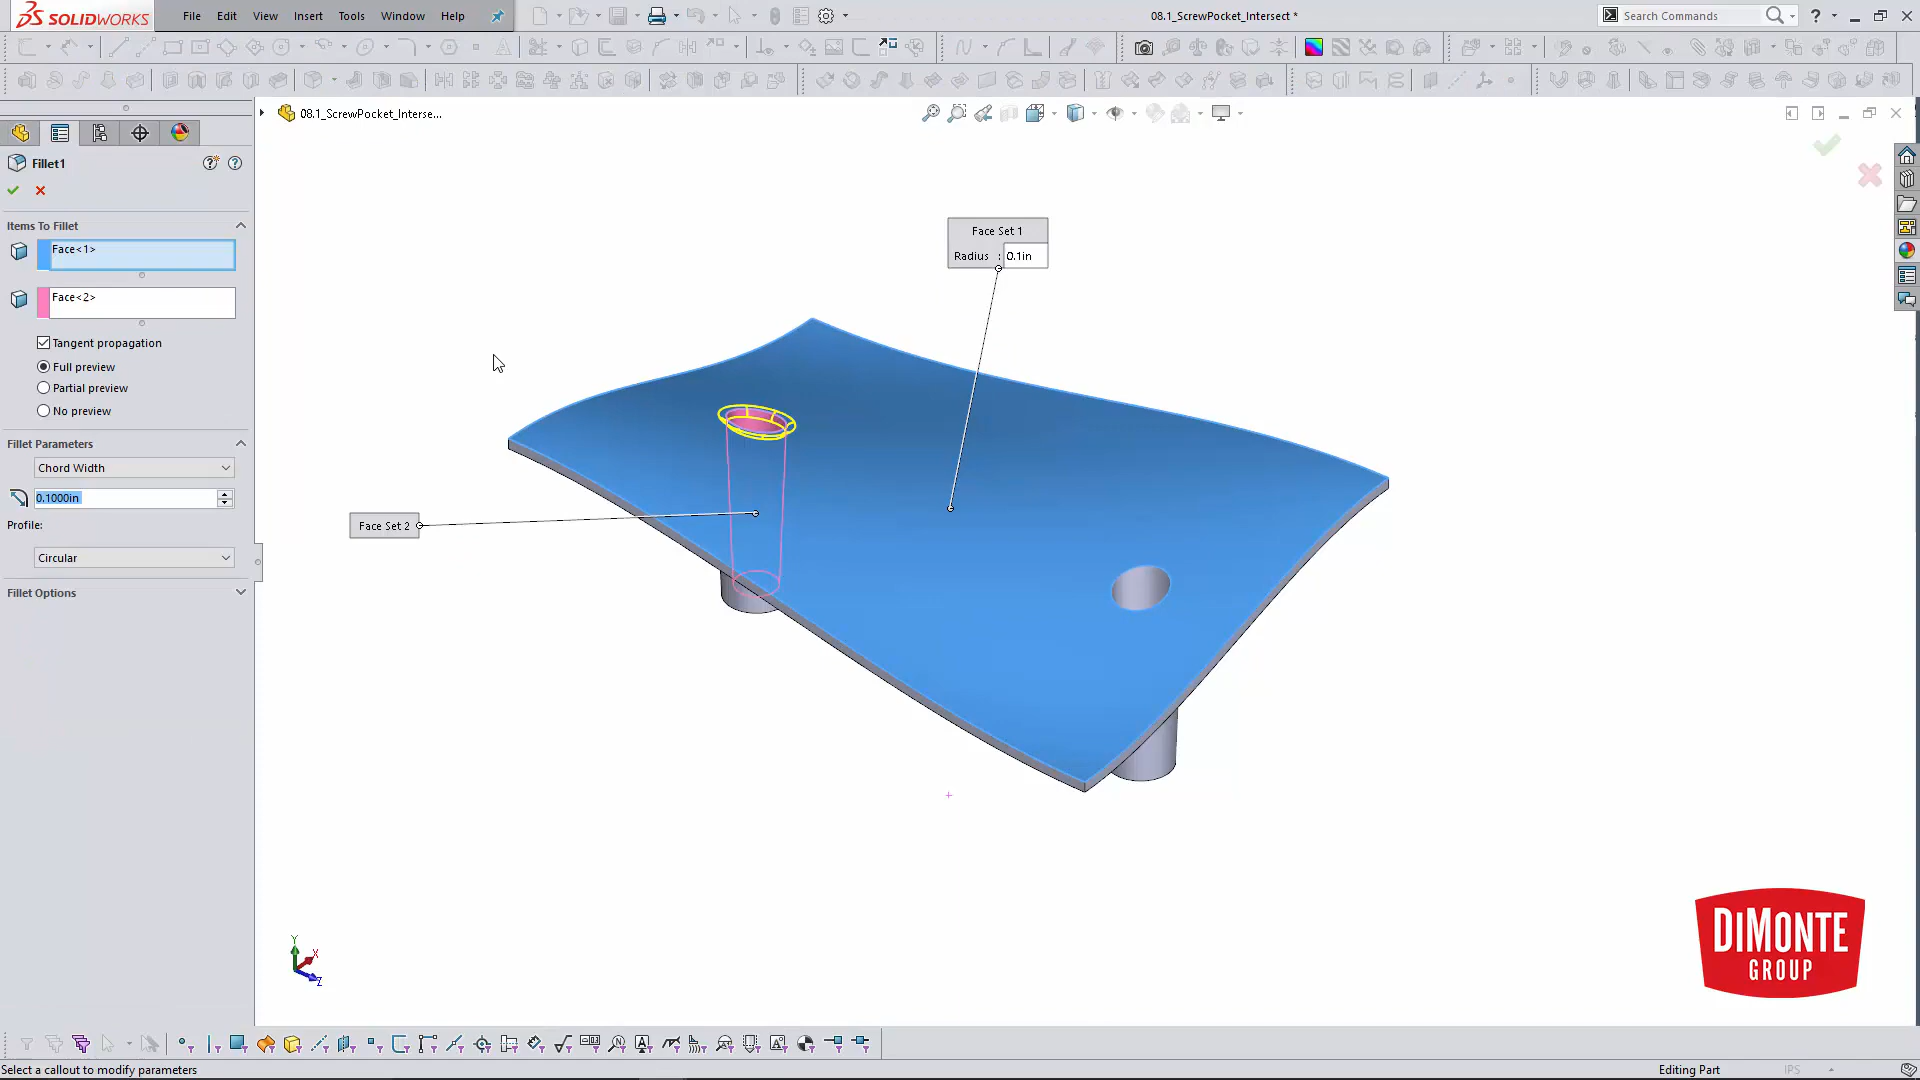 SOLIDWORKS
File Edit View Insert Tools Window Help
08.1_ScrewPocket_Intersect *
Search Commands
08.1_ScrewPocket_Interse...
Fillet1
Items To Fillet
Face<1>
Face<2>
Tangent propagation
Full preview
Partial preview
No preview
Fillet Parameters
Chord Width
0.1000in
Profile:
Circular
Fillet Options
Face Set 1
Radius : 0.1in
Face Set 2
Y
X
Z
DIMONTE
GROUP
Select a callout to modify parameters
Editing Part
IPS